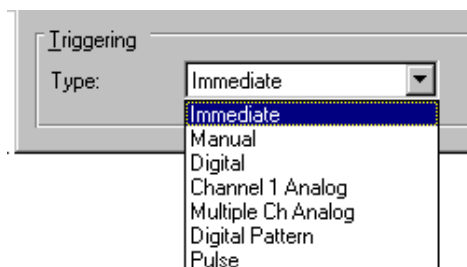 Triggering
Type: Immediate
Immediate
Manual
Digital
Channel 1 Analog
Multiple Ch Analog
Digital Pattern
Pulse